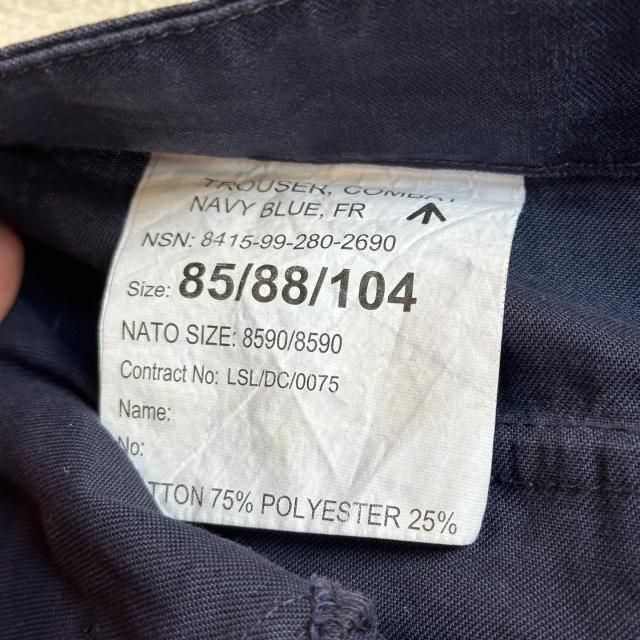 TROUSER, COMBAT
NAVY BLUE, FR
NSN: 8415-99-280-2690
Size: 85/88/104
NATO SIZE: 8590/8590
Contract No: LSL/DC/0075
Name:
No:
TTON 75% POLYESTER 25%